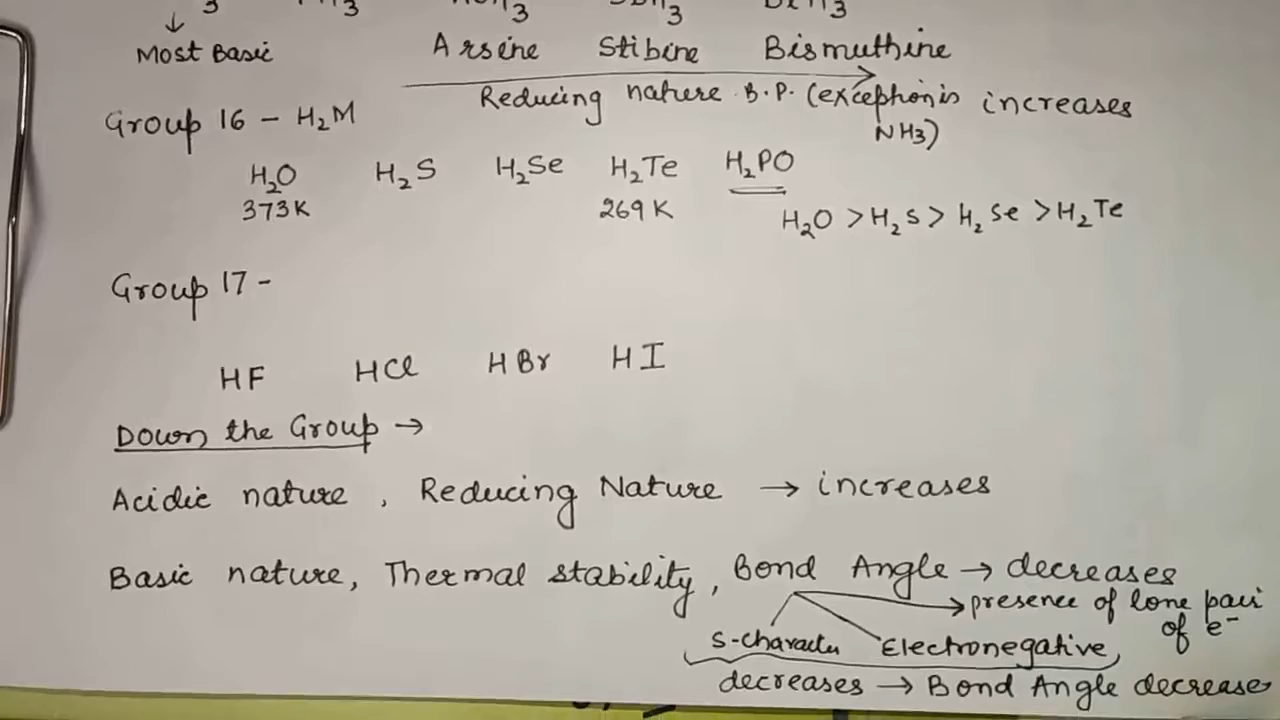 Most Basic Arsine Stibine Bismuthine
Reducing nature B.P. (exception is increases
NH3)
Group 16 - H2M
H2O H2S H2Se H2Te H2PO
373K 269K
H2O > H2S > H2Se > H2Te
Group 17 -
HF HCl HBr HI
Down the Group →
Acidic nature, Reducing Nature → increases
Basic nature, Thermal stability, Bond Angle → decreases
→ presence of lone pair
of e-
S-character Electronegative
decreases → Bond Angle decreases